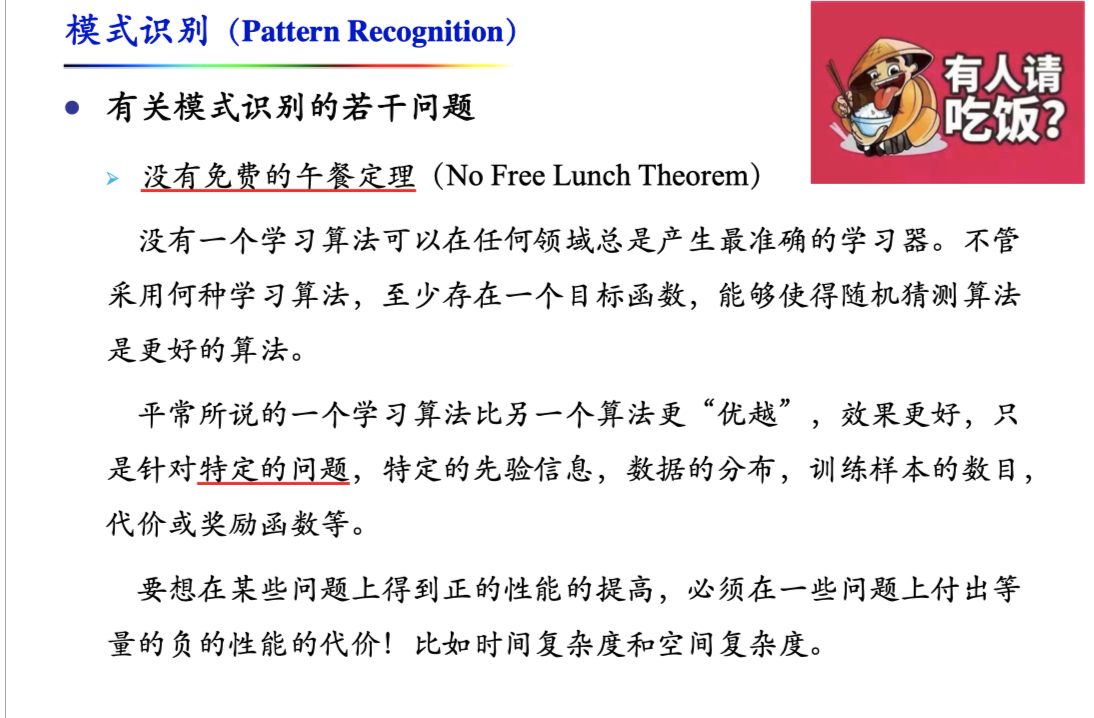 模式识别（Pattern Recognition）
有人请
吃饭?
有关模式识别的若干问题
没有免费的午餐定理（No Free Lunch Theorem）
没有一个学习算法可以在任何领域总是产生最准确的学习器。不管
采用何种学习算法，至少存在一个目标函数，能够使得随机猜测算法
是更好的算法。
平常所说的一个学习算法比另一个算法更“优越”，效果更好，只
是针对特定的问题，特定的先验信息，数据的分布，训练样本的数目，
代价或奖励函数等。
要想在某些问题上得到正的性能的提高，必须在一些问题上付出等
量的负的性能的代价！比如时间复杂度和空间复杂度。